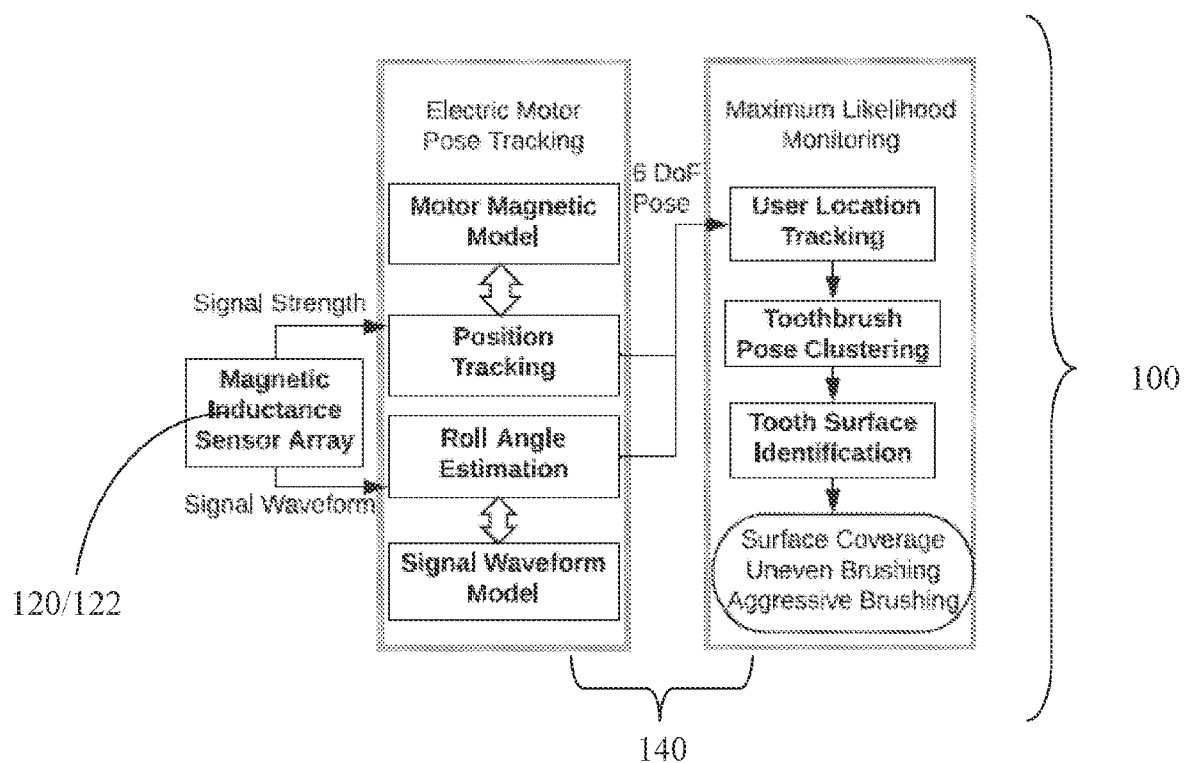 Electric Motor
Pose Tracking
Motor Magnetic
Model
Signal Strength
Position
Tracking
Magnetic
Inductance
Sensor Array
Roll Angle
Estimation
Signal Waveform
Signal Waveform
Model
120/122
6 DoF
Pose
Maximum Likelihood
Monitoring
User Location
Tracking
Toothbrush
Pose Clustering
Tooth Surface
Identification
Surface Coverage
Uneven Brushing
Aggressive Brushing
100
140